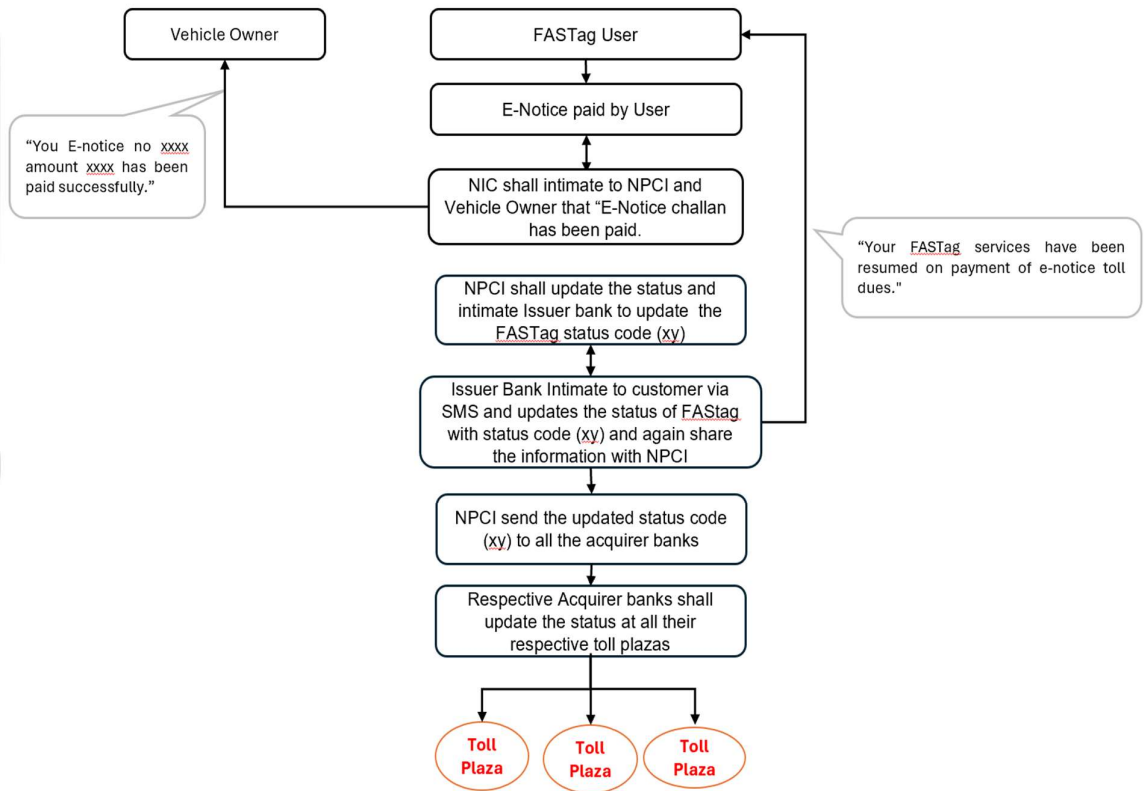 Vehicle Owner
FASTag User
E-Notice paid by User
“You E-notice no xxxx
amount xxxx has been
paid successfully.”
NIC shall intimate to NPCI and
Vehicle Owner that “E-Notice challan
has been paid.
“Your FASTag services have been
resumed on payment of e-notice toll
dues."
NPCI shall update the status and
intimate Issuer bank to update the
FASTag status code (xy)
Issuer Bank Intimate to customer via
SMS and updates the status of FAStag
with status code (xy) and again share
the information with NPCI
NPCI send the updated status code
(xy) to all the acquirer banks
Respective Acquirer banks shall
update the status at all their
respective toll plazas
Toll
Plaza
Toll
Plaza
Toll
Plaza